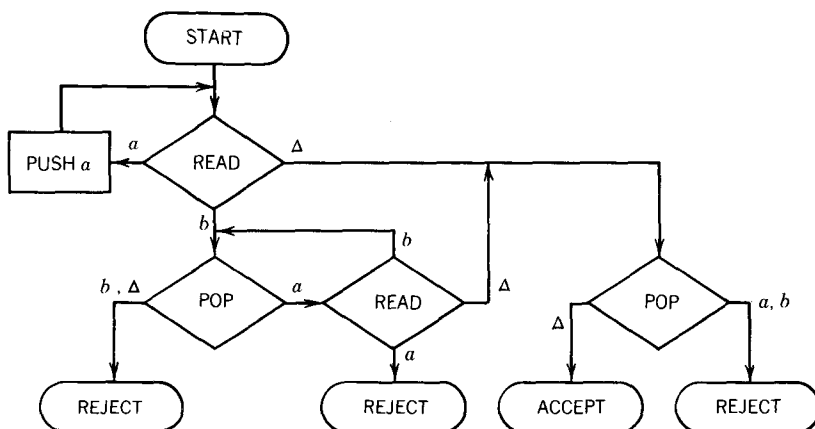 START
PUSH a
a
READ
Δ
b
b
b , Δ
POP
a
READ
Δ
Δ
POP
a, b
a
REJECT
REJECT
ACCEPT
REJECT